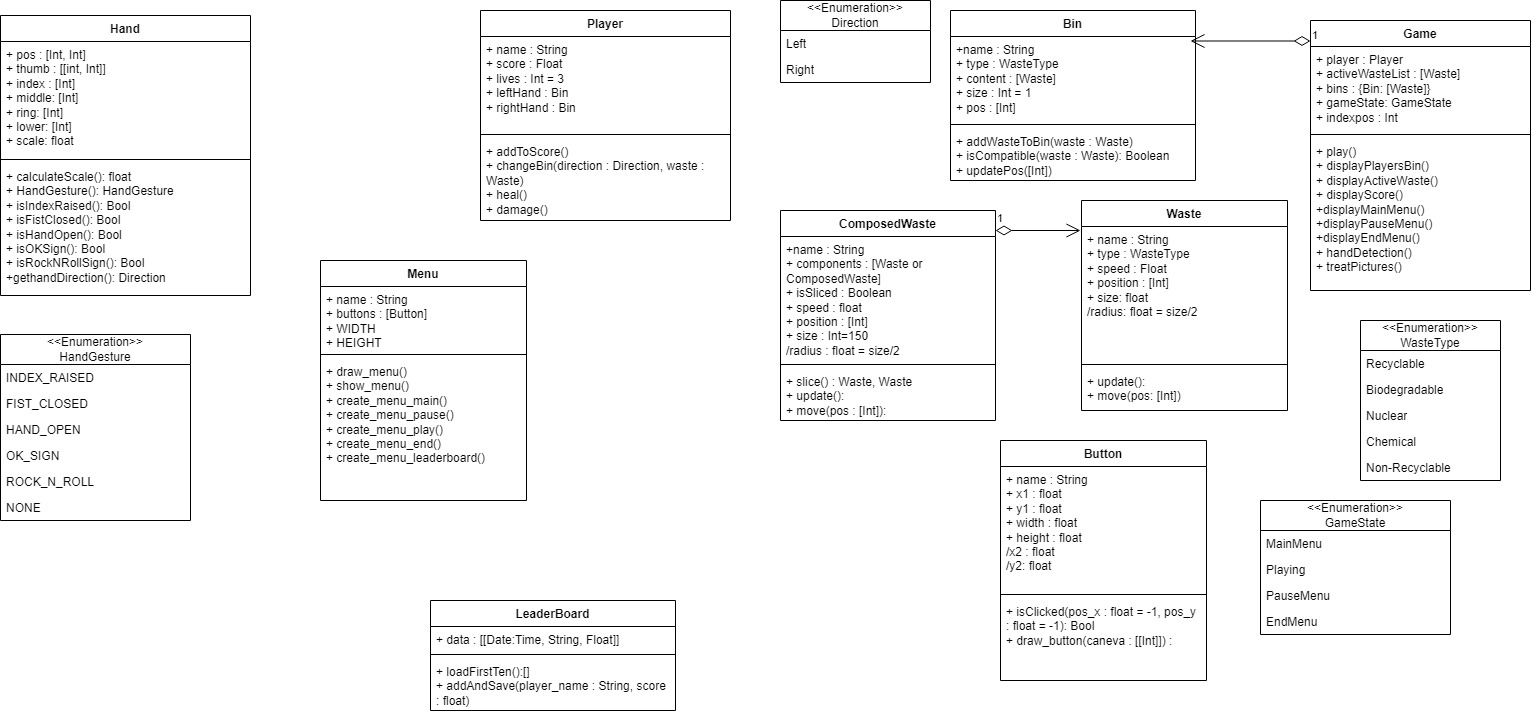 Hand
+ pos : [Int, Int]
+ thumb : [[int, Int]]
+ index : [Int]
+ middle: [Int]
+ ring: [Int]
+ lower: [Int]
+ scale: float
+ calculateScale(): float
+ HandGesture(): HandGesture
+ isIndexRaised(): Bool
+ isFistClosed(): Bool
+ isHandOpen(): Bool
+ isOKSign(): Bool
+ isRockNRollSign(): Bool
+gethandDirection(): Direction
<<Enumeration>>
HandGesture
INDEX_RAISED
FIST_CLOSED
HAND_OPEN
OK_SIGN
ROCK_N_ROLL
NONE
Player
+ name : String
+ score : Float
+ lives : Int = 3
+ leftHand : Bin
+ rightHand : Bin
+ addToScore()
+ changeBin(direction : Direction, waste :
Waste)
+ heal()
+ damage()
Menu
+ name : String
+ buttons : [Button]
+ WIDTH
+ HEIGHT
+ draw_menu()
+ show_menu()
+ create_menu_main()
+ create_menu_pause()
+ create_menu_play()
+ create_menu_end()
+ create_menu_leaderboard()
LeaderBoard
+ data : [[Date:Time, String, Float]]
+ loadFirstTen():[]
+ addAndSave(player_name : String, score
: float)
<<Enumeration>>
Direction
Left
Right
Bin
+name : String
+ type : WasteType
+ content : [Waste]
+ size : Int = 1
+ pos : [Int]
+ addWasteToBin(waste : Waste)
+ isCompatible(waste : Waste): Boolean
+ updatePos([Int])
1
Game
+ player : Player
+ activeWasteList : [Waste]
+ bins : {Bin: [Waste]}
+ gameState: GameState
+ indexpos : Int
+ play()
+ displayPlayersBin()
+ displayActiveWaste()
+ displayScore()
+displayMainMenu()
+displayPauseMenu()
+displayEndMenu()
+ handDetection()
+ treatPictures()
ComposedWaste
+name : String
+ components : [Waste or
ComposedWaste]
+ isSliced : Boolean
+ speed : float
+ position : [Int]
+ size : Int=150
/radius : float = size/2
+ slice() : Waste, Waste
+ update():
+ move(pos : [Int]):
1
Waste
+ name : String
+ type : WasteType
+ speed : Float
+ position : [Int]
+ size: float
/radius: float = size/2
+ update():
+ move(pos: [Int])
<<Enumeration>>
WasteType
Recyclable
Biodegradable
Nuclear
Chemical
Non-Recyclable
Button
+ name : String
+ x1 : float
+ y1 : float
+ width : float
+ height : float
/x2 : float
/y2: float
+ isClicked(pos_x : float = -1, pos_y
: float = -1): Bool
+ draw_button(caneva : [[Int]]) :
<<Enumeration>>
GameState
MainMenu
Playing
PauseMenu
EndMenu